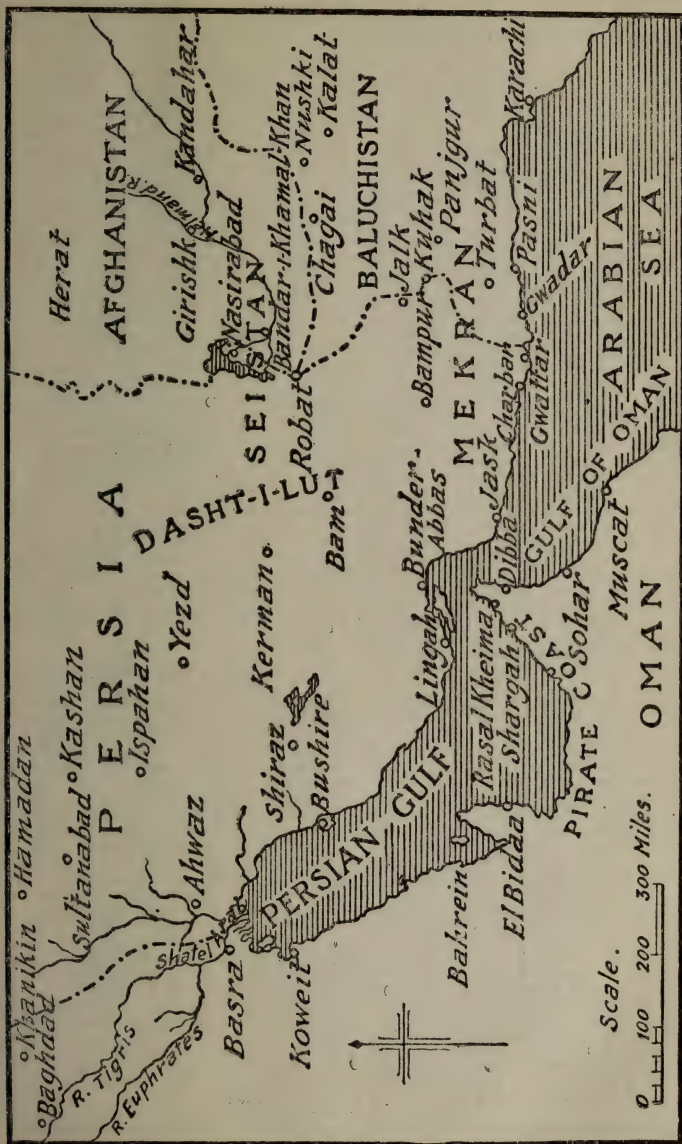 Khanikin
Baghdad
Hamadan
Sultanabad
Kashan
Ispahan
PERSIA
Yezd
Herat
AFGHANISTAN
Girishk
Kandahar
Nasirabad
SEISTAN
Bandar-i-Khamal-Khan
Nushki
Kalat
Chagai
Robat
DASHT-I-LUT
Bam
Kerman
BALUCHISTAN
R. Tigris
R. Euphrates
Ahwaz
Shat el Arab
Basra
Koweit
Shiraz
Bushire
PERSIAN GULF
Lingah
Bunder-
Abbas
Jalk
Bampur
Kuhak
Panjgur
MEKRAN
Turbat
Jask
Charbar
Gwattar
Gwadar
Pasni
Karachi
Bahrein
El Bidaa
Ras al Kheima
Shargah
Dibba
PIRATE COAST
Sohar
GULF OF OMAN
ARABIAN
SEA
Muscat
OMAN
Scale.
0 100 200 300 Miles.